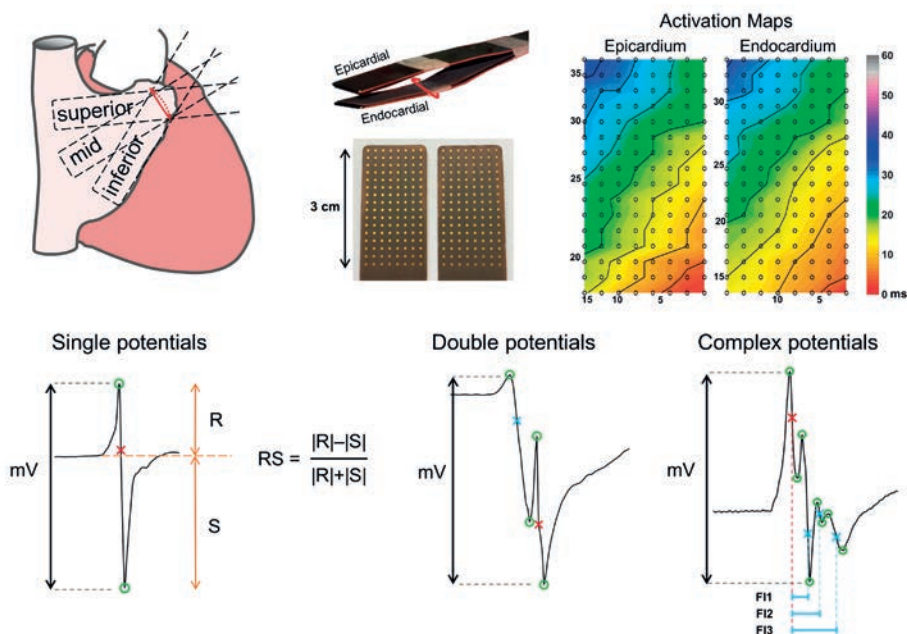 superior
mid
inferior
Epicardial
Endocardial
3 cm
Activation Maps
Epicardium
Endocardium
35
30
25
20
15
10
5
30
25
20
15
10
5
60
50
40
30
20
10
0 ms
Single potentials
mV
R
S
RS = |R|–|S|
|R|+|S|
Double potentials
mV
Complex potentials
mV
FI1
FI2
FI3